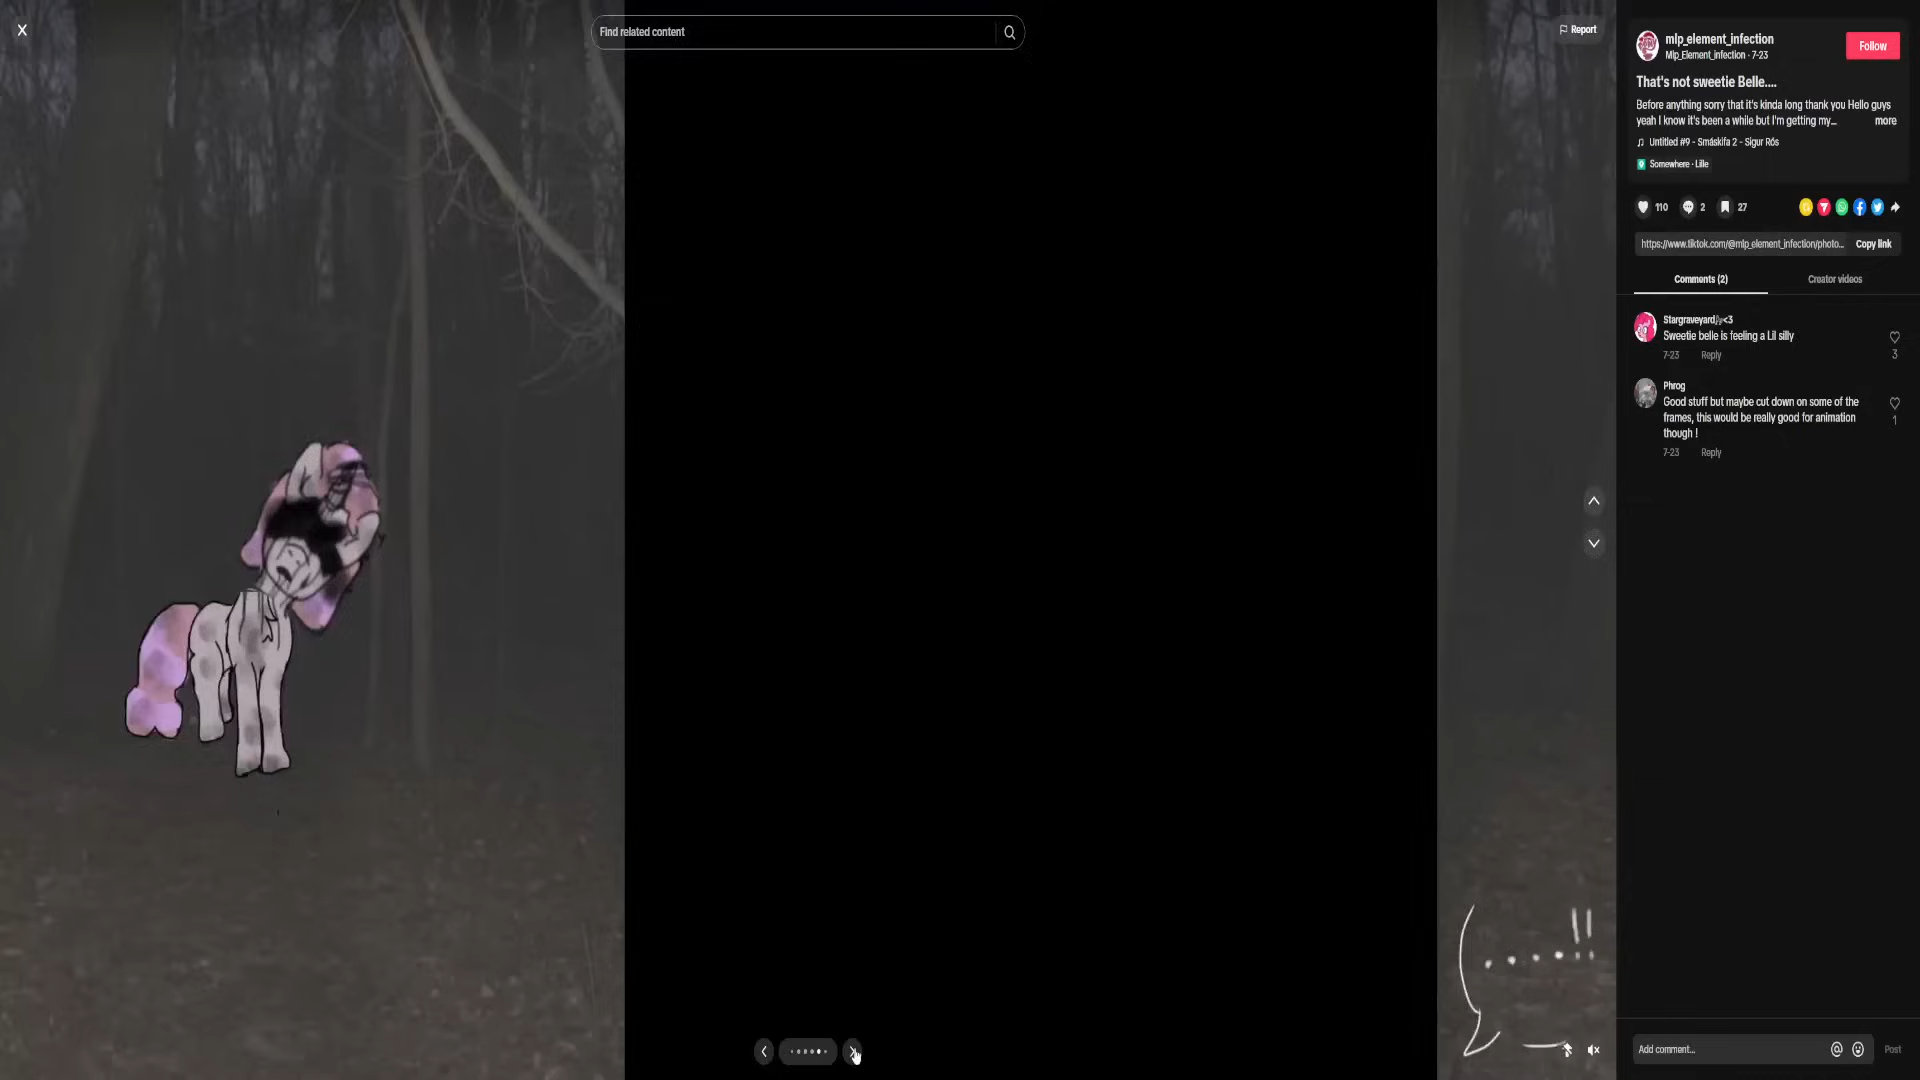 Find related content
Report
mlp_element_infection
Mlp_Element_infection · 7-23
Follow
That's not sweetie Belle....
Before anything sorry that it's kinda long thank you Hello guys
yeah I know it's been a while but I'm getting my...
more
Untitled #9 - Smáskífa 2 - Sigur Rós
Somewhere · Lille
110
2
27
https://www.tiktok.com/@mlp_element_infection/photo...
Copy link
Comments (2)
Creator videos
Stargraveyard🎶<3
Sweetie belle is feeling a Lil silly
7-23 Reply
3
Phrog
Good stuff but maybe cut down on some of the
frames, this would be really good for animation
though !
7-23 Reply
1
.....!!
Add comment...
Post